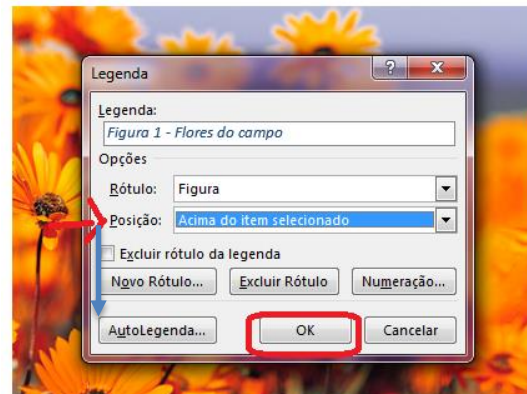 Legenda
Legenda:
Figura 1 - Flores do campo
Opções
Rótulo: Figura
Posição: Acima do item selecionado
Excluir rótulo da legenda
Novo Rótulo... Excluir Rótulo Numeração...
AutoLegenda... OK Cancelar